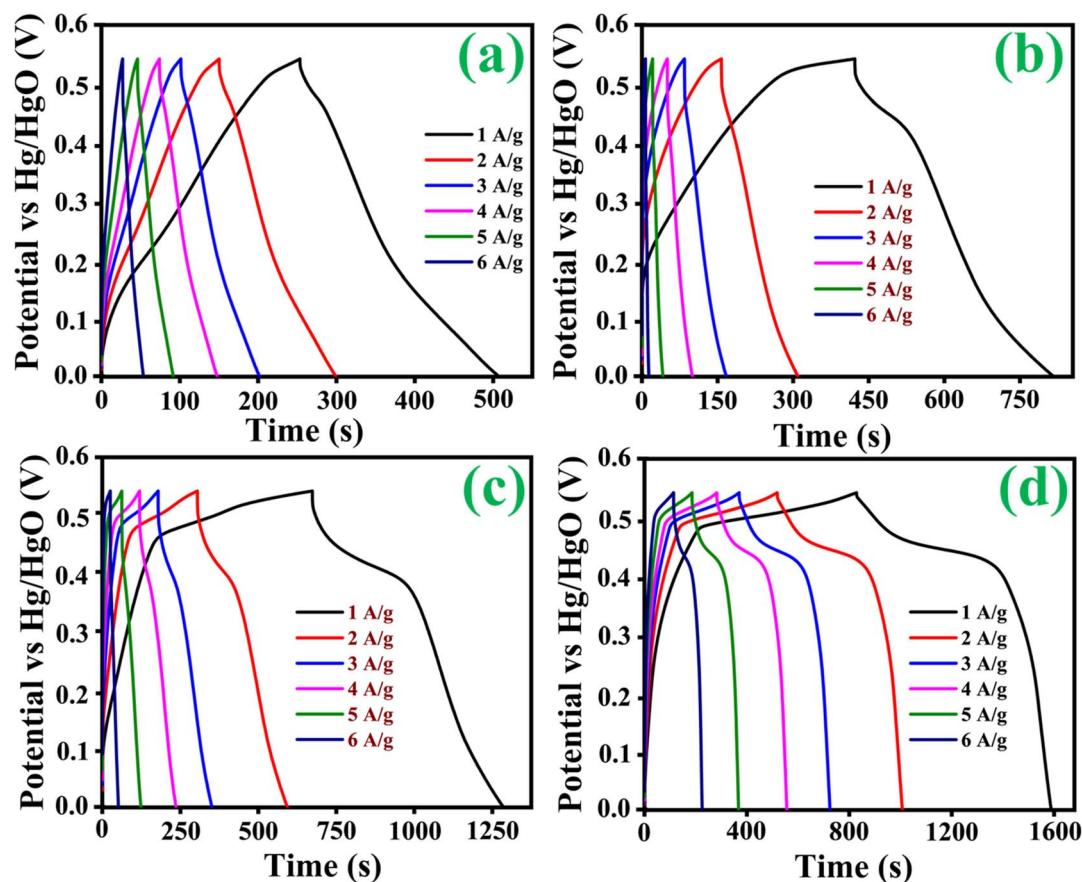 Potential vs Hg/HgO (V)
0.6
0.5
0.4
0.3
0.2
0.1
0.0
(a)
1 A/g
2 A/g
3 A/g
4 A/g
5 A/g
6 A/g
0 100 200 300 400 500
Time (s)
Potential vs Hg/HgO (V)
0.6
0.5
0.4
0.3
0.2
0.1
0.0
(b)
1 A/g
2 A/g
3 A/g
4 A/g
5 A/g
6 A/g
0 150 300 450 600 750
Time (s)
Potential vs Hg/HgO (V)
0.6
0.5
0.4
0.3
0.2
0.1
0.0
(c)
1 A/g
2 A/g
3 A/g
4 A/g
5 A/g
6 A/g
0 250 500 750 1000 1250
Time (s)
Potential vs Hg/HgO (V)
0.6
0.5
0.4
0.3
0.2
0.1
0.0
(d)
1 A/g
2 A/g
3 A/g
4 A/g
5 A/g
6 A/g
0 400 800 1200 1600
Time (s)